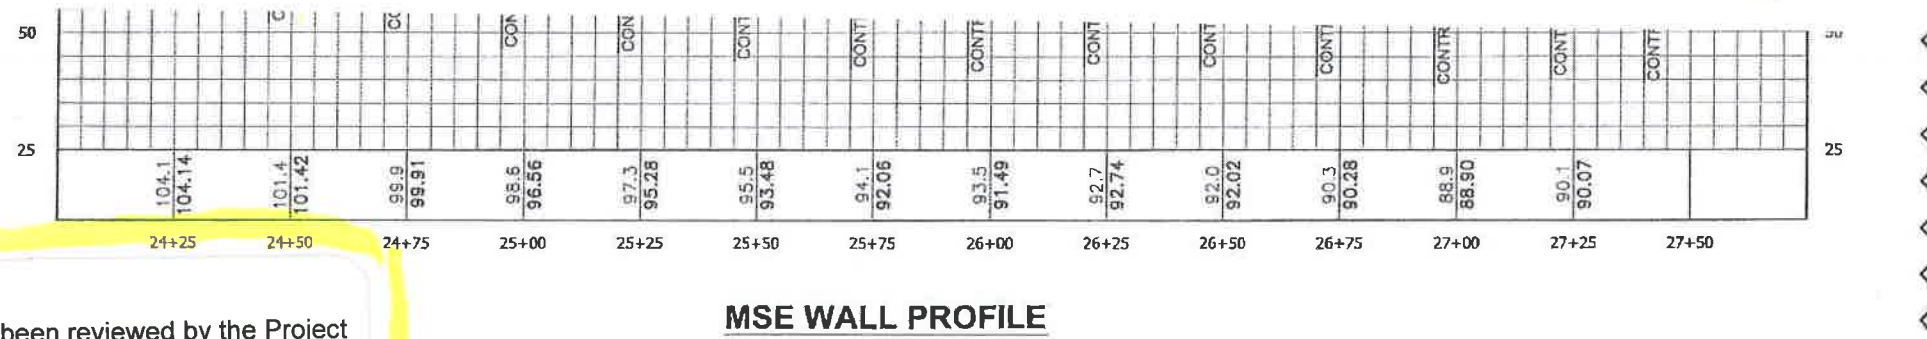 50
C CO CON CON CONT CONT CONTF CONT CONT CONTI CONTR CONT CONTF
25 25
104.1 101.4 99.9 98.6 97.3 95.5 94.1 93.5 92.7 92.0 90.3 88.9 90.1
104.14 101.42 99.91 96.56 95.28 93.48 92.06 91.49 92.74 92.02 90.28 88.90 90.07
24+25 24+50 24+75 25+00 25+25 25+50 25+75 26+00 26+25 26+50 26+75 27+00 27+25 27+50
MSE WALL PROFILE
been reviewed by the Project